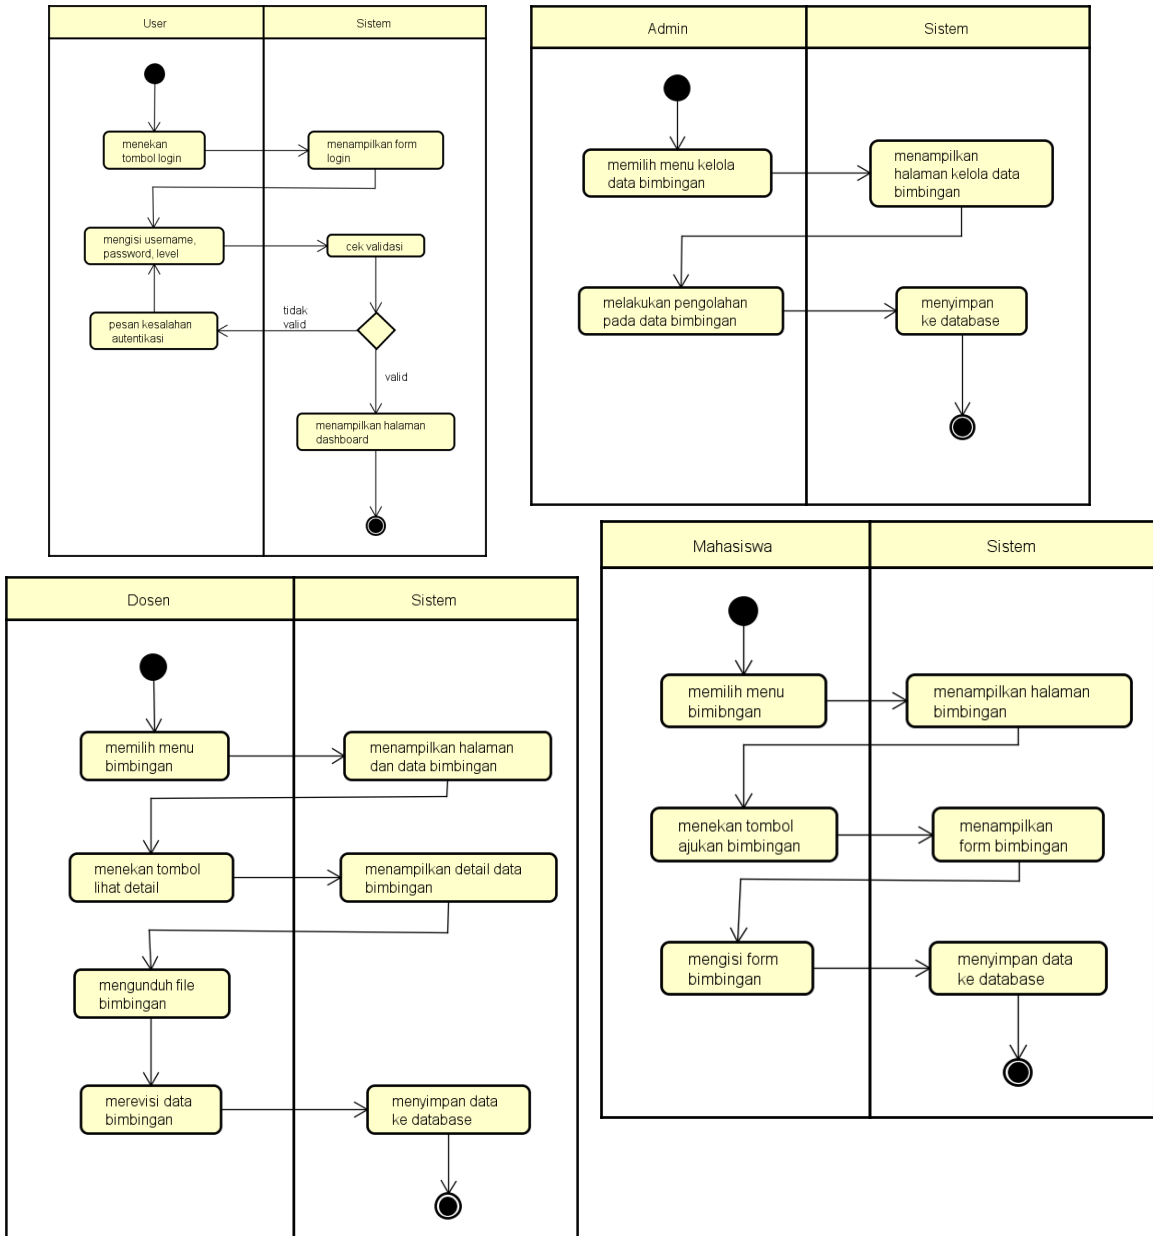 User
Sistem
menekan
tombol login
menampilkan form
login
mengisi username,
password, level
cek validasi
tidak
valid
pesan kesalahan
autentikasi
valid
menampilkan halaman
dashboard
Admin
Sistem
memilih menu kelola
data bimbingan
menampilkan
halaman kelola data
bimbingan
melakukan pengolahan
pada data bimbingan
menyimpan
ke database
Dosen
Sistem
memilih menu
bimbingan
menampilkan halaman
dan data bimbingan
menekan tombol
lihat detail
menampilkan detail data
bimbingan
mengunduh file
bimbingan
merevisi data
bimbingan
menyimpan data
ke database
Mahasiswa
Sistem
memilih menu
bimibngan
menampilkan halaman
bimbingan
menekan tombol
ajukan bimbingan
menampilkan
form bimbingan
mengisi form
bimbingan
menyimpan data
ke database